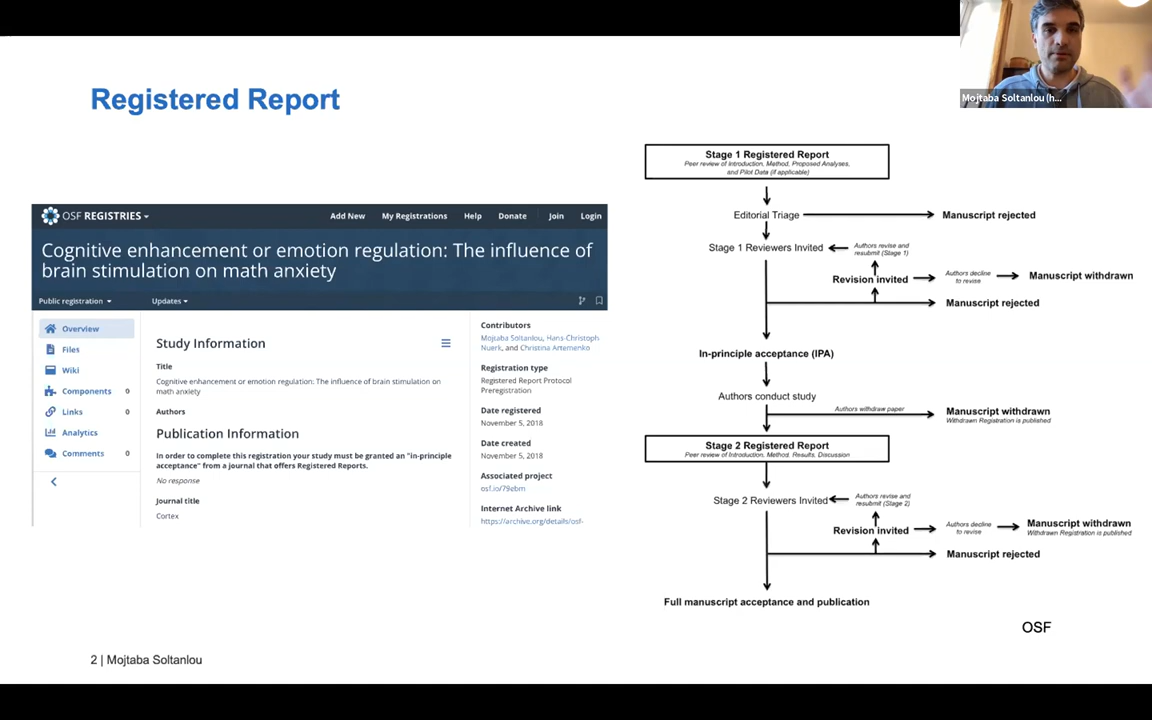 Mojtaba Soltanlou (h...
Registered Report
OSF REGISTRIES
Add New
My Registrations
Help
Donate
Join
Login
Cognitive enhancement or emotion regulation: The influence of
brain stimulation on math anxiety
Public registration
Updates
Overview
Files
Wiki
Components 0
Links 0
Analytics
Comments 0
Study Information
Title
Cognitive enhancement or emotion regulation: The influence of brain stimulation on
math anxiety
Authors
Publication Information
In order to complete this registration your study must be granted an "in-principle
acceptance" from a journal that offers Registered Reports.
No response
Journal title
Cortex
Contributors
Mojtaba Soltanlou, Hans-Christoph
Nuerk, and Christina Artemenko
Registration type
Registered Report Protocol
Preregistration
Date registered
November 5, 2018
Date created
November 5, 2018
Associated project
osf.io/79ebm
Internet Archive link
https://archive.org/details/osf-
Stage 1 Registered Report
Peer review of Introduction, Method, Proposed Analyses,
and Pilot Data (if applicable)
Editorial Triage
Manuscript rejected
Stage 1 Reviewers Invited
Authors revise and
resubmit (Stage 1)
Revision invited
Authors decline
to revise
Manuscript withdrawn
Manuscript rejected
In-principle acceptance (IPA)
Authors conduct study
Authors withdraw paper
Manuscript withdrawn
Withdrawn Registration is published
Stage 2 Registered Report
Peer review of Introduction, Method, Results, Discussion
Stage 2 Reviewers Invited
Authors revise and
resubmit (Stage 2)
Revision invited
Authors decline
to revise
Manuscript withdrawn
Withdrawn Registration is published
Manuscript rejected
Full manuscript acceptance and publication
OSF
2 | Mojtaba Soltanlou